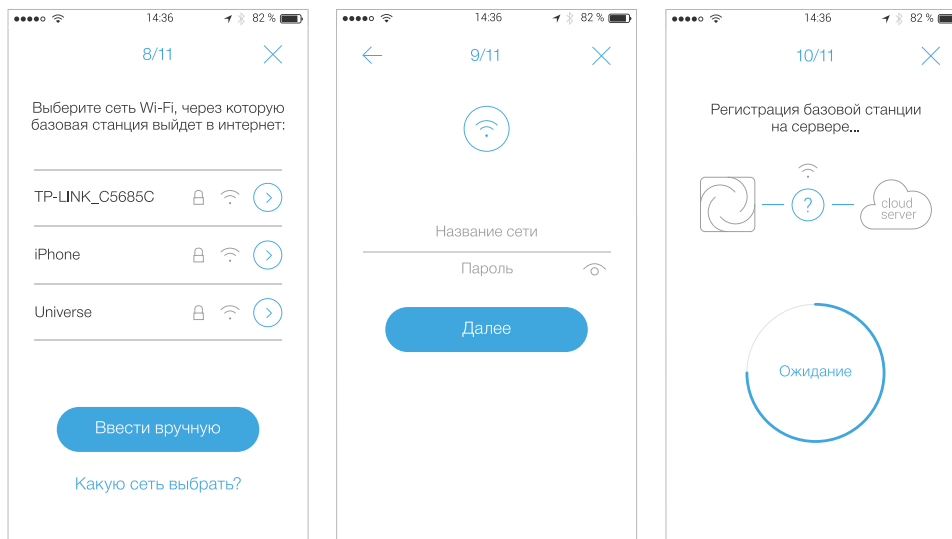 14:36
82 %
8/11
Выберите сеть Wi-Fi, через которую
базовая станция выйдет в интернет:
TP-LINK_C5685C
iPhone
Universe
Ввести вручную
Какую сеть выбрать?
14:36
82 %
9/11
Название сети
Пароль
Далее
14:36
82 %
10/11
Регистрация базовой станции
на сервере...
?
cloud
server
Ожидание